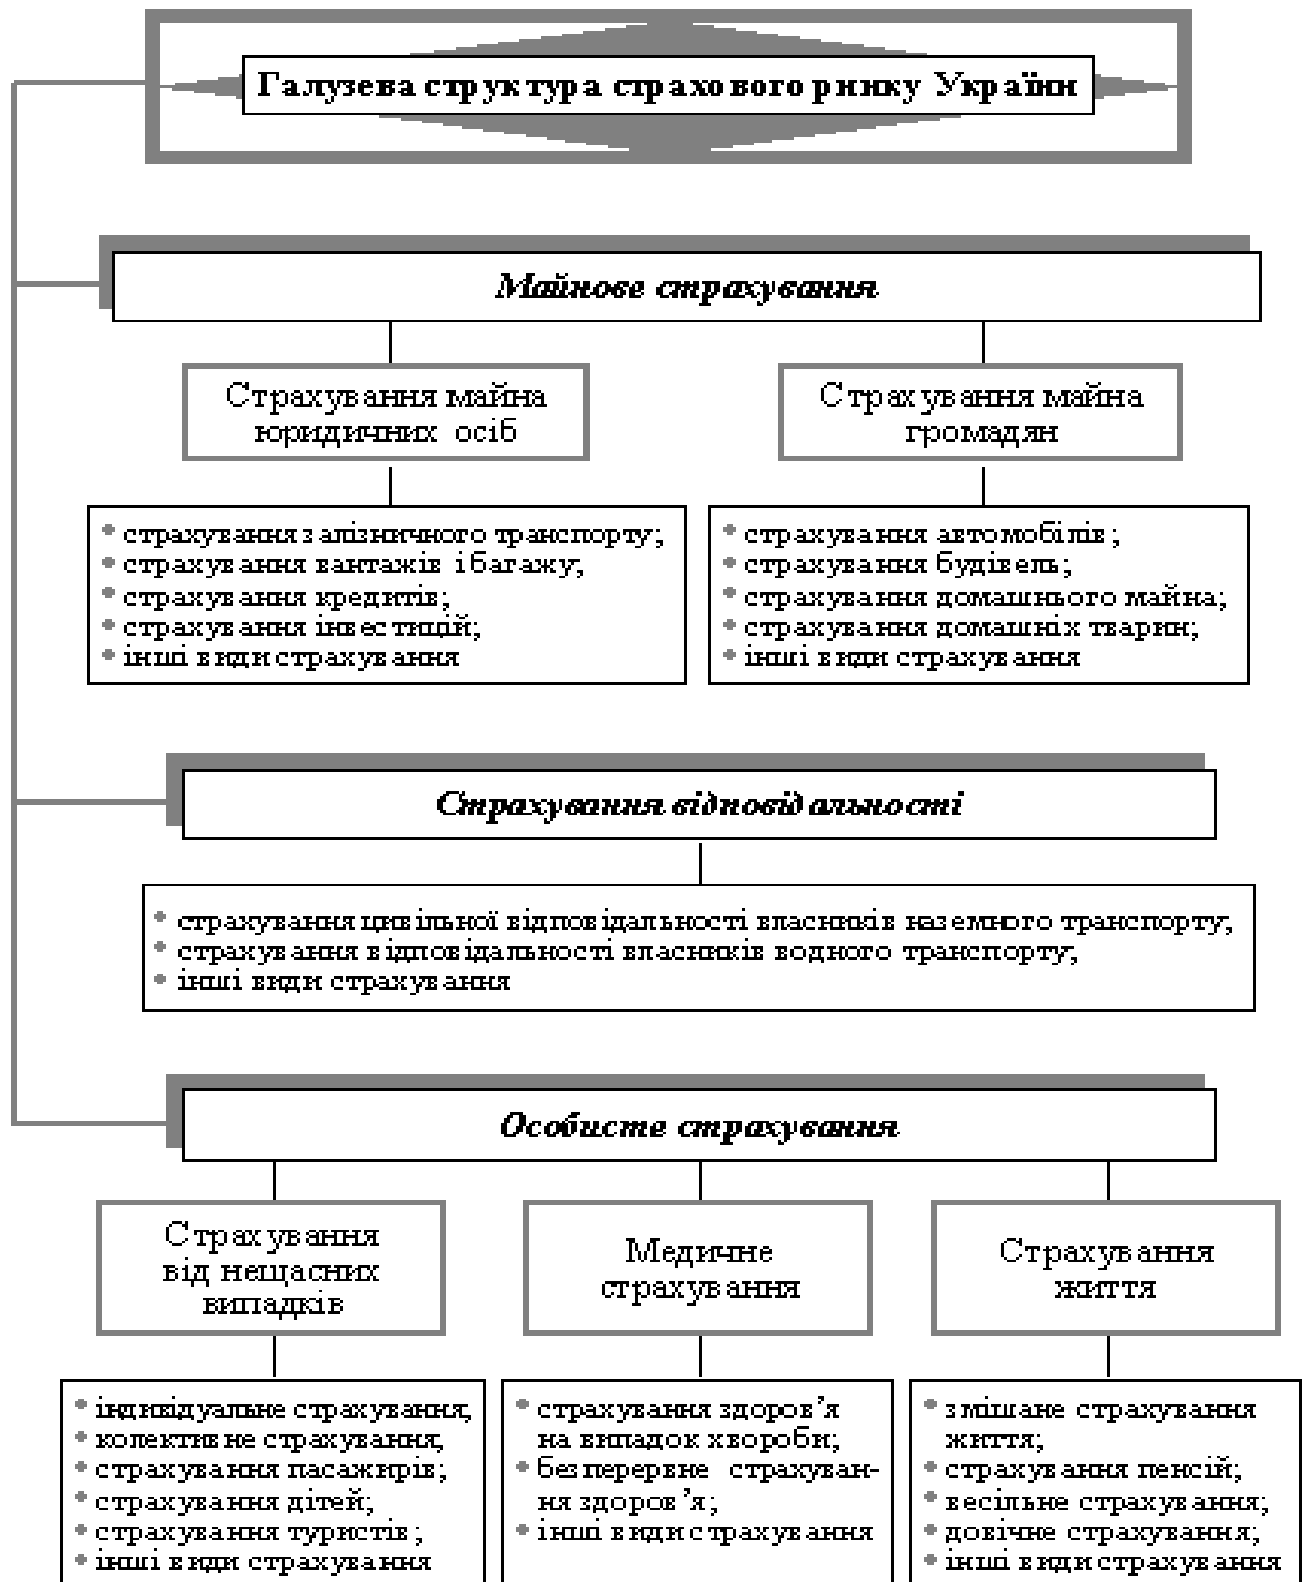 Галузева структура страхового ринку України
Майнове страхування
Страхування майна
юридичних осіб
• страхування залізничного транспорту;
• страхування вантажів і багажу;
• страхування кредитів;
• страхування інвестицій;
• інші види страхування
Страхування майна
громадян
• страхування автомобілів;
• страхування будівель;
• страхування домашнього майна;
• страхування домашніх тварин;
• інші види страхування
Страхування відповідальності
• страхування цивільної відповідальності власників наземного транспорту;
• страхування відповідальності власників водного транспорту;
• інші види страхування
Особисте страхування
Страхування
від нещасних
випадків
• індивідуальне страхування;
• колективне страхування;
• страхування пасажирів;
• страхування дітей;
• страхування туристів;
• інші види страхування
Медичне
страхування
• страхування здоров’я
на випадок хвороби;
• безперервне страхуван-
ня здоров’я;
• інші види страхування
Страхування
життя
• змішане страхування
життя;
• страхування пенсій;
• весільне страхування;
• довічне страхування;
• інші види страхування